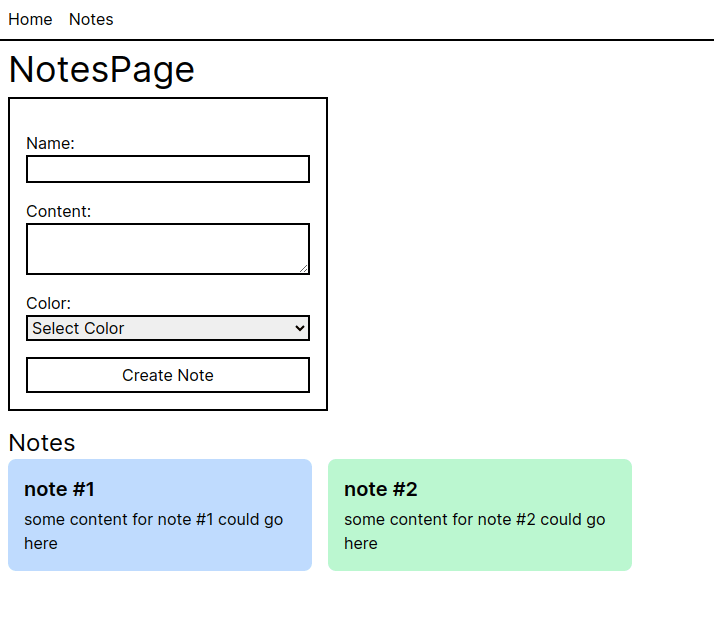 Home Notes
NotesPage
Name:
Content:
Color:
Select Color
Create Note
Notes
note #1
some content for note #1 could go
here
note #2
some content for note #2 could go
here